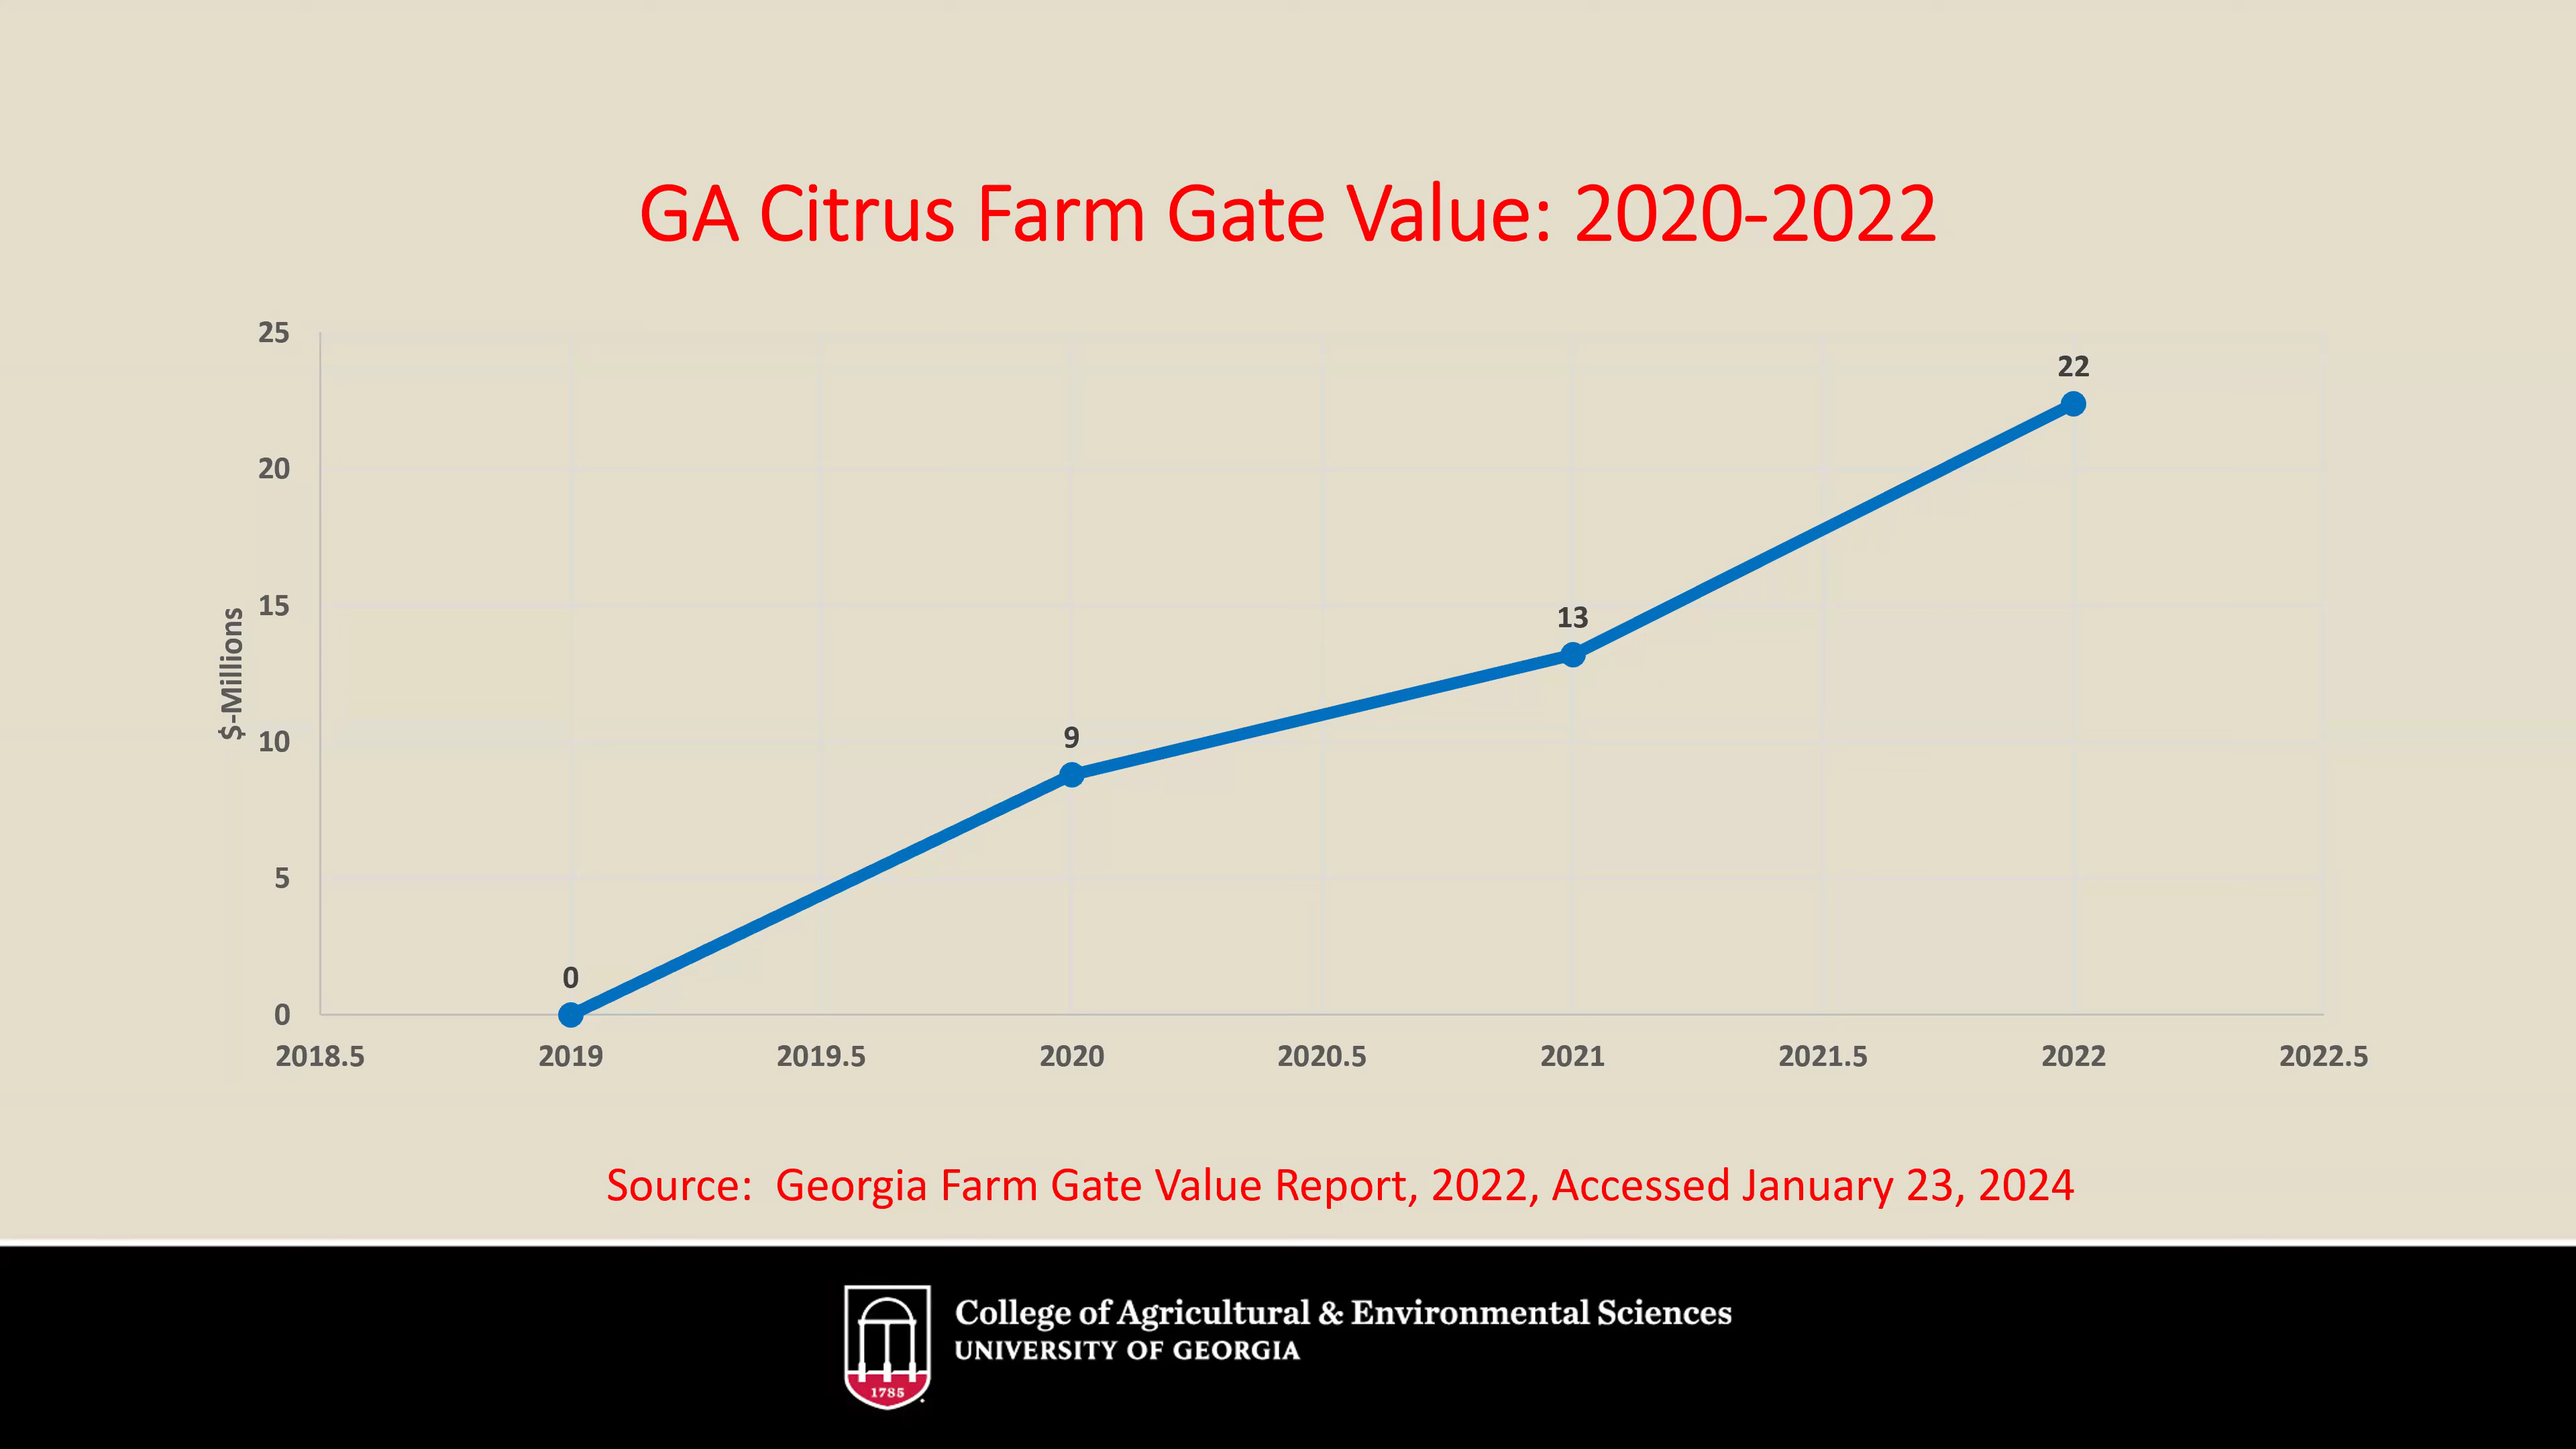 GA Citrus Farm Gate Value: 2020-2022
25
20
15
10
5
0
$-Millions
0
9
13
22
2018.5 2019 2019.5 2020 2020.5 2021 2021.5 2022 2022.5
Source:  Georgia Farm Gate Value Report, 2022, Accessed January 23, 2024
College of Agricultural & Environmental Sciences
UNIVERSITY OF GEORGIA
1785